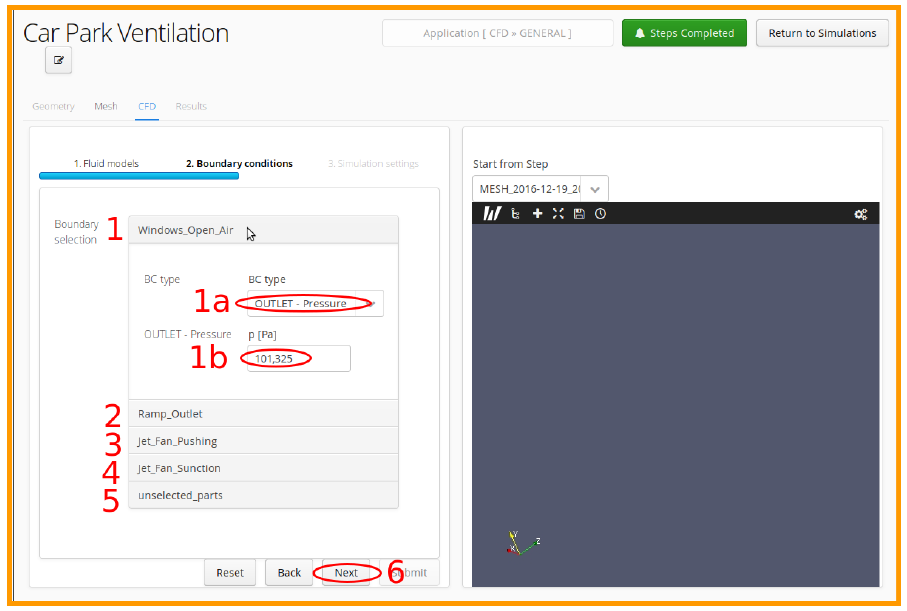 Car Park Ventilation
Application [ CFD » GENERAL ]
Steps Completed
Return to Simulations
Geometry Mesh CFD Results
1. Fluid models 2. Boundary conditions 3. Simulation settings
Boundary
selection
1 Windows_Open_Air
BC type BC type
1a OUTLET - Pressure
OUTLET - Pressure p [Pa]
1b 101,325
2 Ramp_Outlet
3 Jet_Fan_Pushing
4 Jet_Fan_Sunction
5 unselected_parts
Reset Back Next 6 Submit
Start from Step
MESH_2016-12-19_20
Y
X
Z